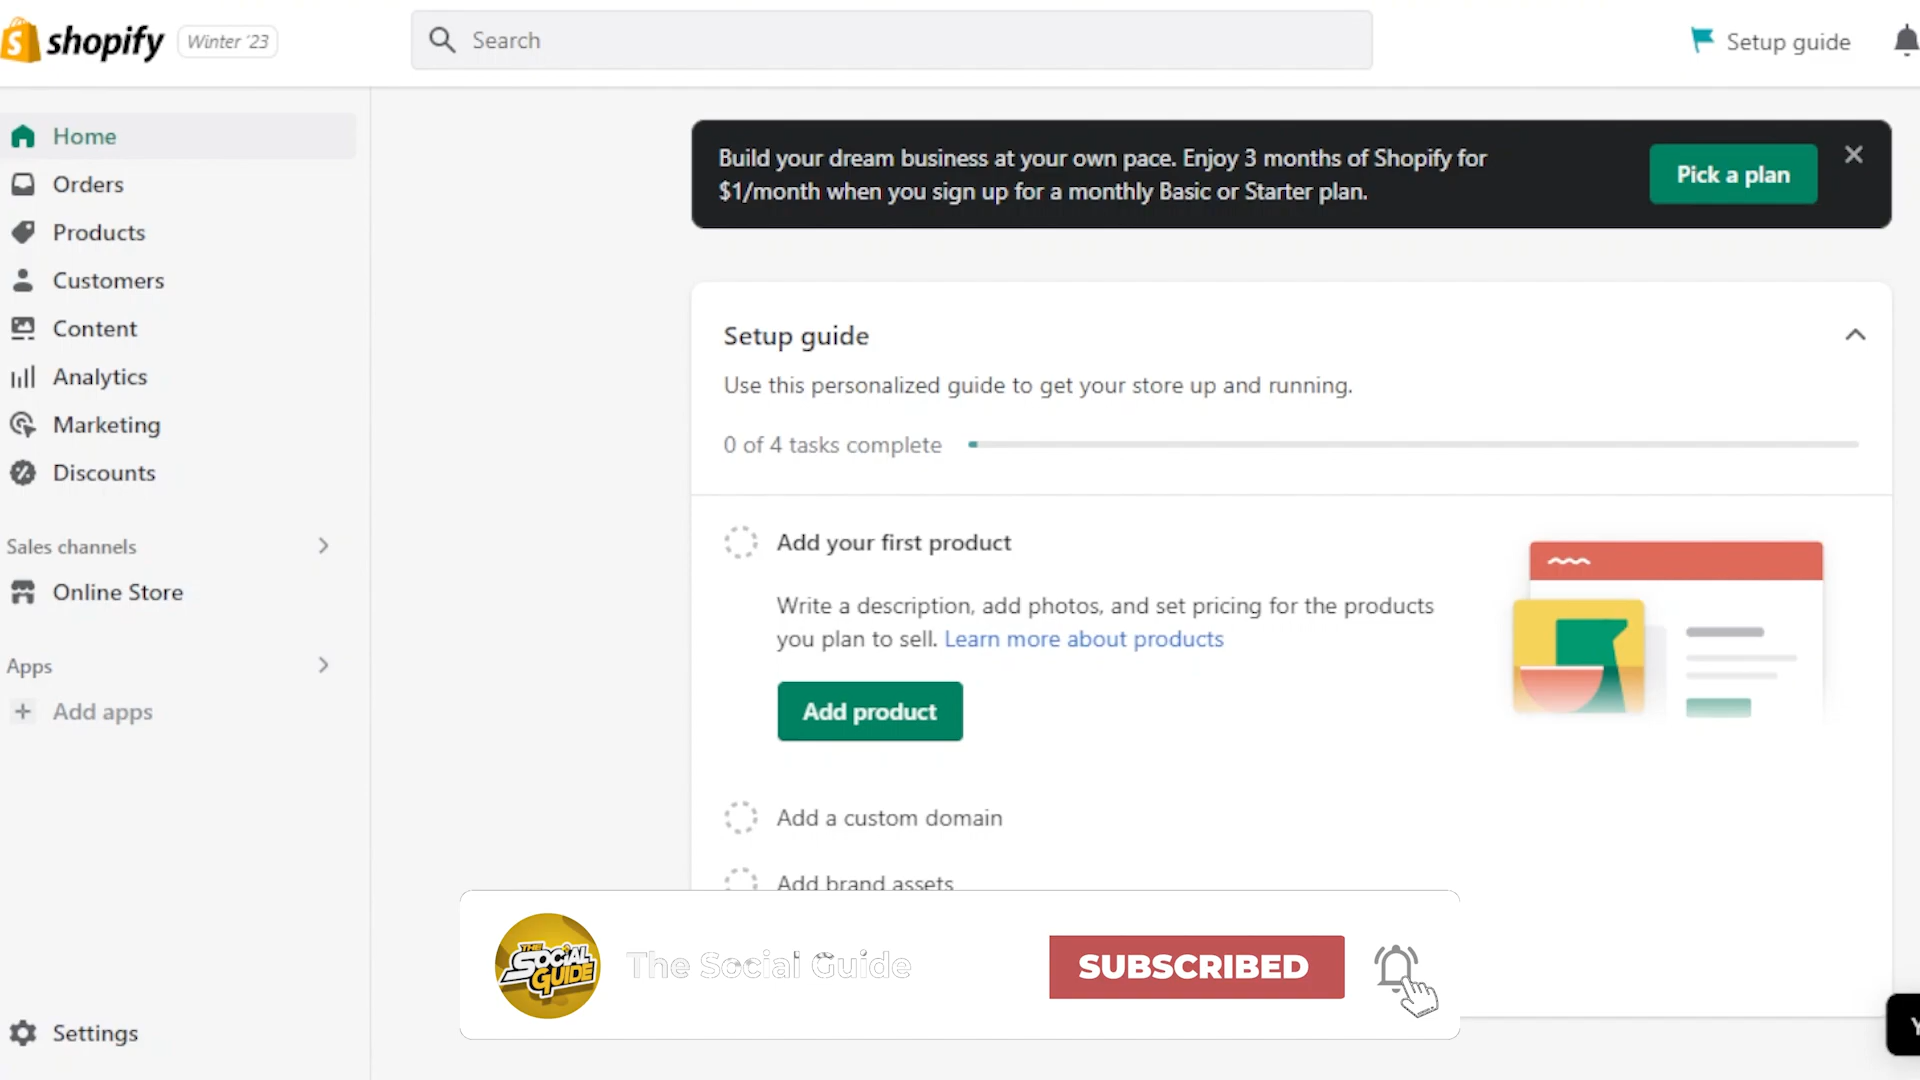 shopify
Winter '23
Search
Setup guide
Home
Orders
Products
Customers
Content
Analytics
Marketing
Discounts
Sales channels
Online Store
Apps
Add apps
Settings
Build your dream business at your own pace. Enjoy 3 months of Shopify for
$1/month when you sign up for a monthly Basic or Starter plan.
Pick a plan
Setup guide
Use this personalized guide to get your store up and running.
0 of 4 tasks complete
Add your first product
Write a description, add photos, and set pricing for the products
you plan to sell. Learn more about products
Add product
Add a custom domain
Add brand assets
THE
SOCIAL
GUIDE
The Social Guide
SUBSCRIBED